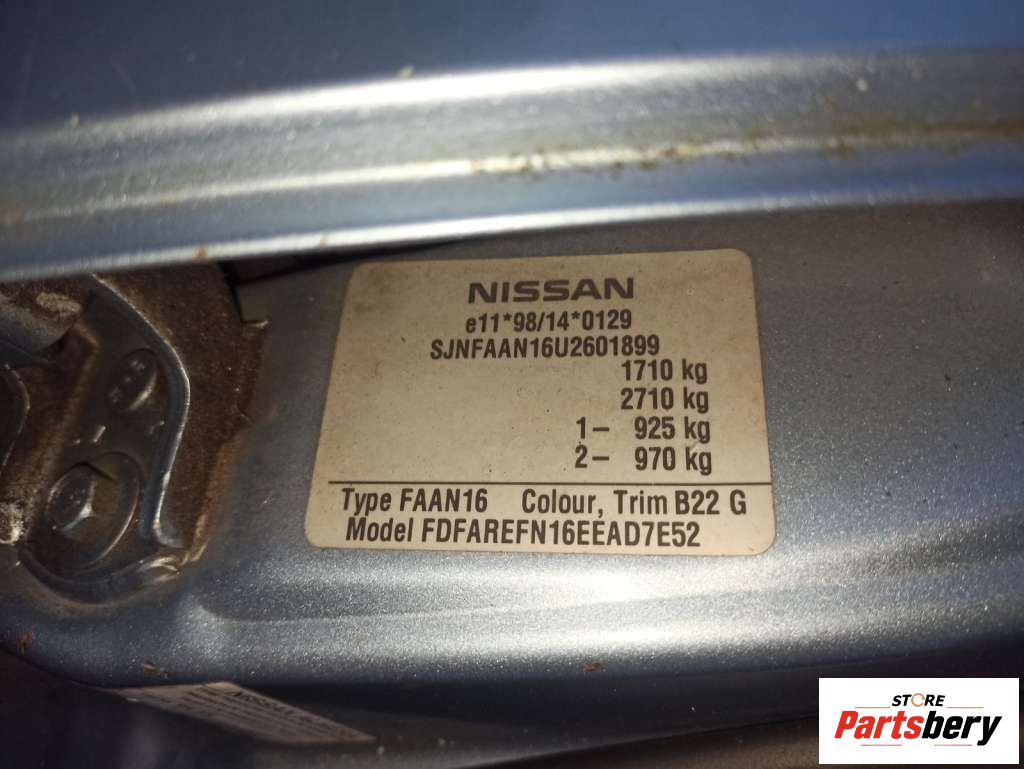 NISSAN
e11*98/14*0129
SJNFAAN16U2601899
1710 kg
2710 kg
1- 925 kg
2- 970 kg
Type FAAN16 Colour, Trim B22 G
Model FDFAREFN16EEAD7E52
STORE
Partsbery